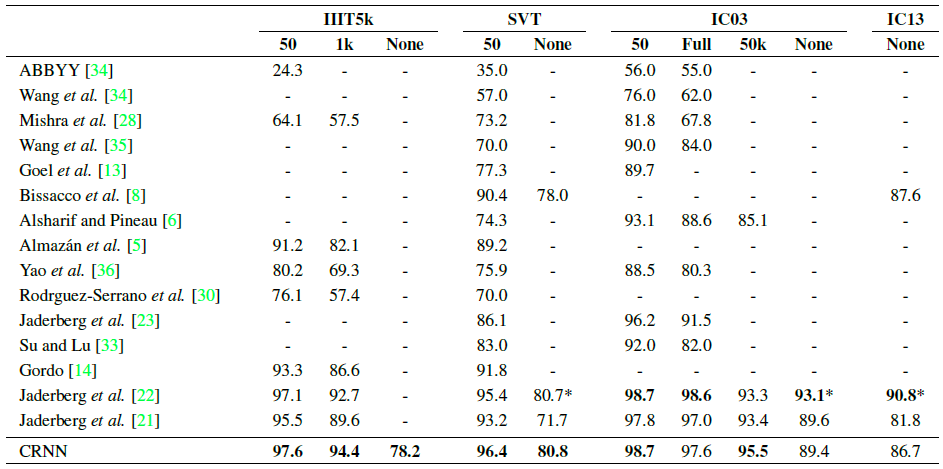 IIIT5k SVT IC03 IC13
50 1k None 50 None 50 Full 50k None None
ABBYY [34] 24.3 - - 35.0 - 56.0 55.0 - - -
Wang et al. [34] - - - 57.0 - 76.0 62.0 - - -
Mishra et al. [28] 64.1 57.5 - 73.2 - 81.8 67.8 - - -
Wang et al. [35] - - - 70.0 - 90.0 84.0 - - -
Goel et al. [13] - - - 77.3 - 89.7 - - - -
Bissacco et al. [8] - - - 90.4 78.0 - - - - 87.6
Alsharif and Pineau [6] - - - 74.3 - 93.1 88.6 85.1 - -
Almazán et al. [5] 91.2 82.1 - 89.2 - - - - - -
Yao et al. [36] 80.2 69.3 - 75.9 - 88.5 80.3 - - -
Rodrguez-Serrano et al. [30] 76.1 57.4 - 70.0 - - - - - -
Jaderberg et al. [23] - - - 86.1 - 96.2 91.5 - - -
Su and Lu [33] - - - 83.0 - 92.0 82.0 - - -
Gordo [14] 93.3 86.6 - 91.8 - - - - - -
Jaderberg et al. [22] 97.1 92.7 - 95.4 80.7* 98.7 98.6 93.3 93.1* 90.8*
Jaderberg et al. [21] 95.5 89.6 - 93.2 71.7 97.8 97.0 93.4 89.6 81.8
CRNN 97.6 94.4 78.2 96.4 80.8 98.7 97.6 95.5 89.4 86.7